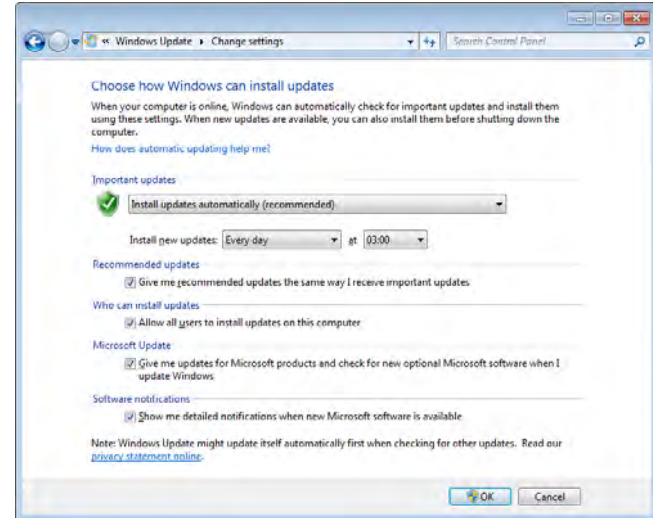 « Windows Update ▸ Change settings
Search Control Panel
Choose how Windows can install updates
When your computer is online, Windows can automatically check for important updates and install them
using these settings. When new updates are available, you can also install them before shutting down the
computer.
How does automatic updating help me?
Important updates
Install updates automatically (recommended)
Install new updates: Every day at 03:00
Recommended updates
Give me recommended updates the same way I receive important updates
Who can install updates
Allow all users to install updates on this computer
Microsoft Update
Give me updates for Microsoft products and check for new optional Microsoft software when I
update Windows
Software notifications
Show me detailed notifications when new Microsoft software is available
Note: Windows Update might update itself automatically first when checking for other updates. Read our
privacy statement online.
OK Cancel